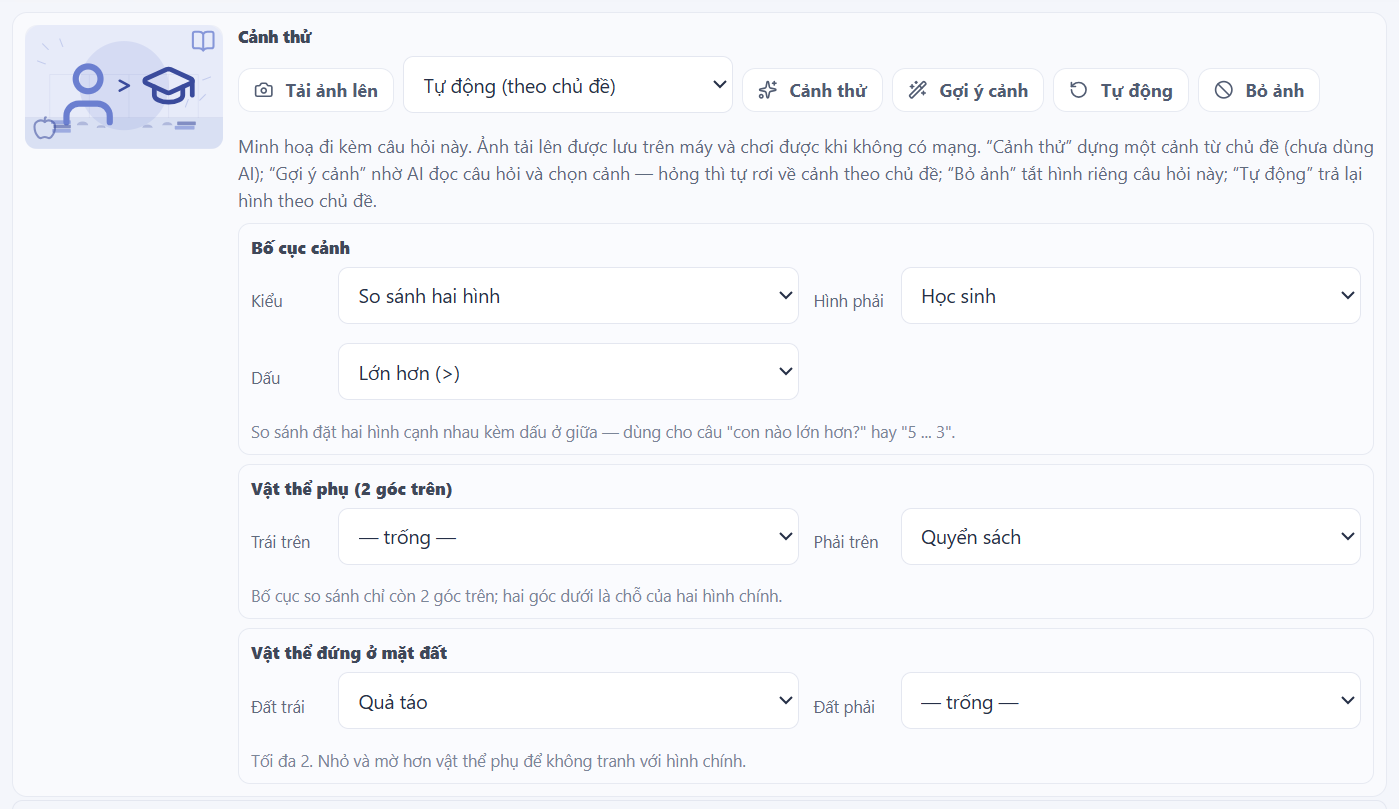 Cảnh thử
Tải ảnh lên
Tự động (theo chủ đề)
Cảnh thử
Gợi ý cảnh
Tự động
Bỏ ảnh
Minh hoạ đi kèm câu hỏi này. Ảnh tải lên được lưu trên máy và chơi được khi không có mạng. “Cảnh thử” dựng một cảnh từ chủ đề (chưa dùng
AI); “Gợi ý cảnh” nhờ AI đọc câu hỏi và chọn cảnh — hỏng thì tự rơi về cảnh theo chủ đề; “Bỏ ảnh” tắt hình riêng câu hỏi này; “Tự động” trả lại
hình theo chủ đề.
Bố cục cảnh
Kiểu
So sánh hai hình
Hình phải
Học sinh
Dấu
Lớn hơn (>)
So sánh đặt hai hình cạnh nhau kèm dấu ở giữa — dùng cho câu "con nào lớn hơn?" hay "5 ... 3".
Vật thể phụ (2 góc trên)
Trái trên
— trống —
Phải trên
Quyển sách
Bố cục so sánh chỉ còn 2 góc trên; hai góc dưới là chỗ của hai hình chính.
Vật thể đứng ở mặt đất
Đất trái
Quả táo
Đất phải
— trống —
Tối đa 2. Nhỏ và mờ hơn vật thể phụ để không tranh với hình chính.